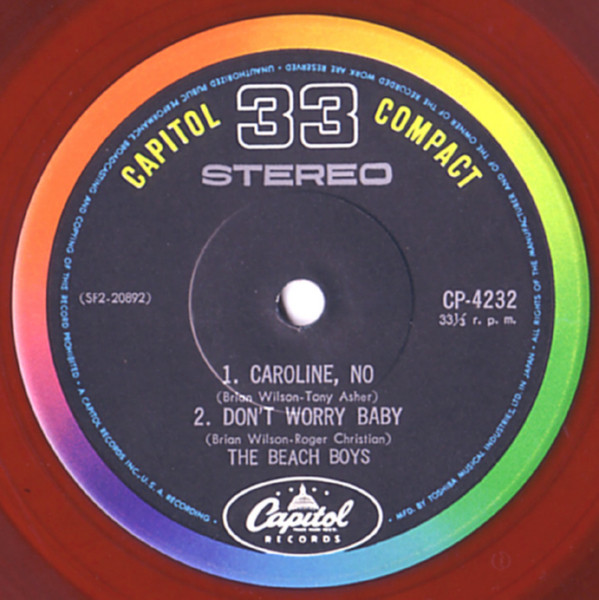 CAPITOL 33 COMPACT
STEREO
(SF2-20892)
CP-4232
33⅓ r. p. m.
1. CAROLINE, NO
(Brian Wilson-Tony Asher)
2. DON'T WORRY BABY
(Brian Wilson-Roger Christian)
THE BEACH BOYS
Capitol
RECORDS
• MFD. BY TOSHIBA MUSICAL INDUSTRIES, LTD. IN JAPAN • ALL RIGHTS OF THE MANUFACTURER AND OF THE OWNER OF THE RECORDED WORK ARE RESERVED • UNAUTHORIZED PUBLIC PERFORMANCE BROADCASTING AND COPYING OF THIS RECORD PROHIBITED • A CAPITOL RECORDS INC., U. S. A. RECORDING. •